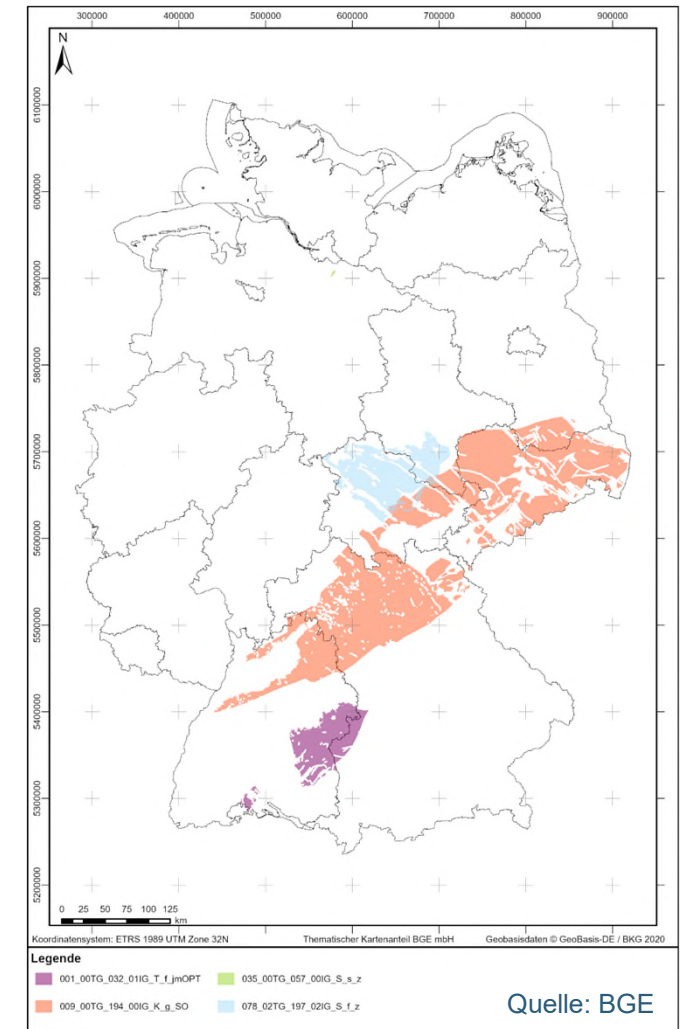 300000 400000 500000 600000 700000 800000 900000
N
6100000
6000000
5900000
5800000
5700000
5600000
5500000
5400000
5300000
5200000
0 25 50 75 100 125
km
Koordinatensystem: ETRS 1989 UTM Zone 32N Thematischer Kartenanteil BGE mbH Geobasisdaten © GeoBasis-DE / BKG 2020
Legende
001_00TG_032_01IG_T_f_jmOPT 035_00TG_057_00IG_S_s_z
009_00TG_194_00IG_K_g_SO 078_02TG_197_02IG_S_f_z
Quelle: BGE